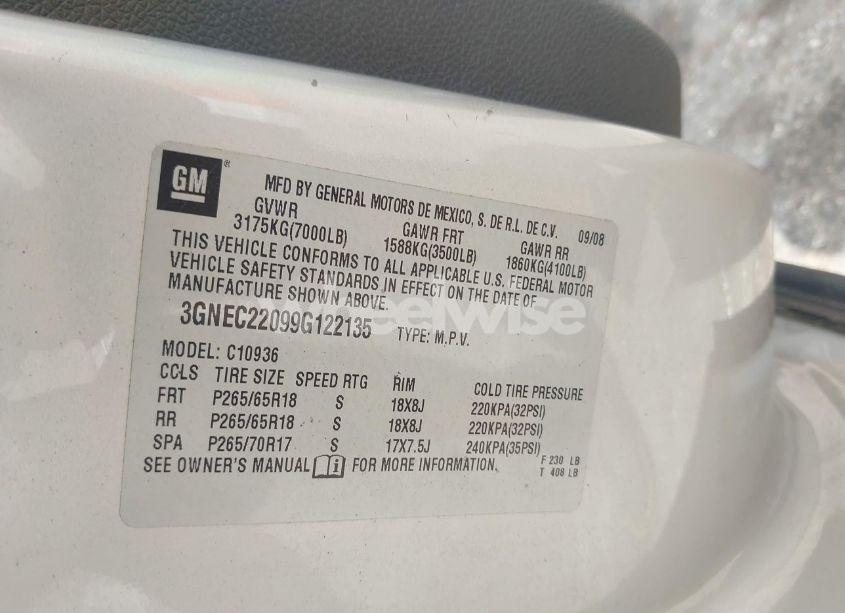 GM ®
MFD BY GENERAL MOTORS DE MEXICO, S. DE R.L. DE C.V. 09/08
GVWR GAWR FRT GAWR RR
3175KG(7000LB) 1588KG(3500LB) 1860KG(4100LB)
THIS VEHICLE CONFORMS TO ALL APPLICABLE U.S. FEDERAL MOTOR
VEHICLE SAFETY STANDARDS IN EFFECT ON THE DATE OF
MANUFACTURE SHOWN ABOVE.
3GNEC22099G122135 TYPE: M.P.V.
MODEL: C10936
CCLS TIRE SIZE SPEED RTG RIM COLD TIRE PRESSURE
FRT P265/65R18 S 18X8J 220KPA(32PSI)
RR P265/65R18 S 18X8J 220KPA(32PSI)
SPA P265/70R17 S 17X7.5J 240KPA(35PSI)
SEE OWNER'S MANUAL i FOR MORE INFORMATION.
F 230 LB
T 408 LB